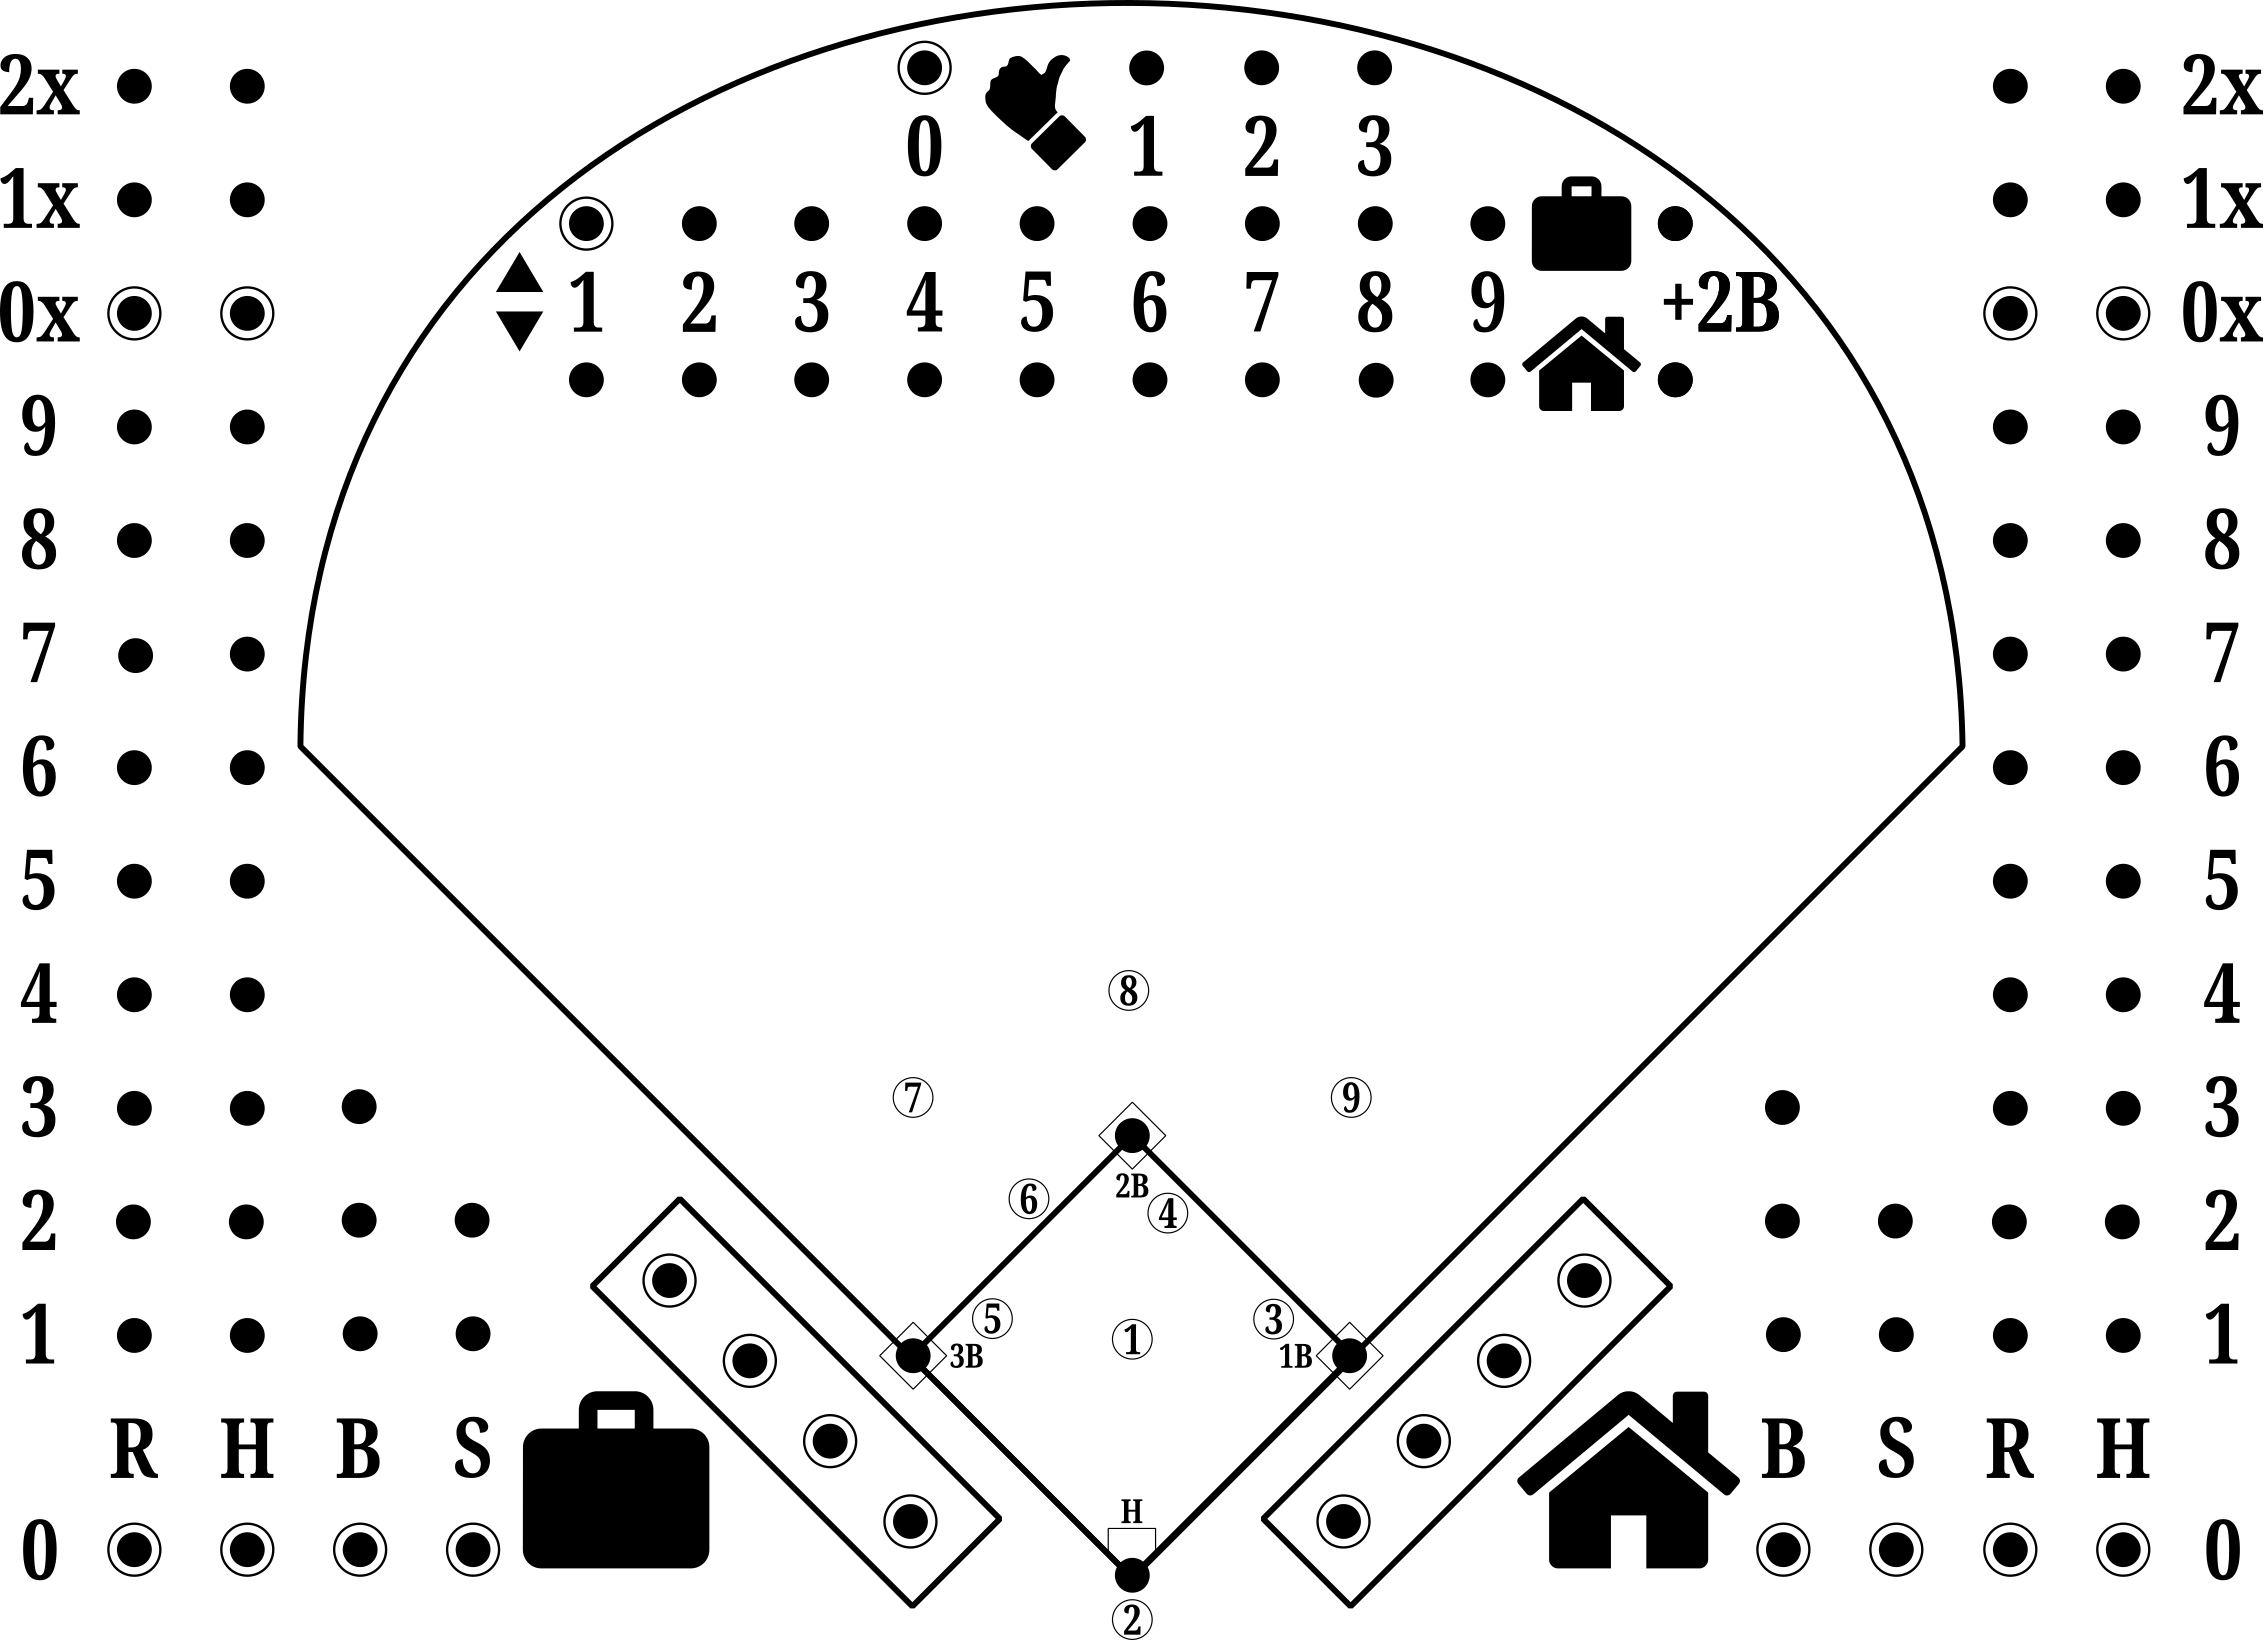 2x 2x
0 1 2 3
1x 1x
1 2 3 4 5 6 7 8 9 +2B
0x 0x
9 9
8 8
7 7
6 6
5 5
4 4
8
3 7 9 3
2B
2 6 4 2
5 3
1 3B 1 1B 1
R H B S B S R H
H
0 0
2